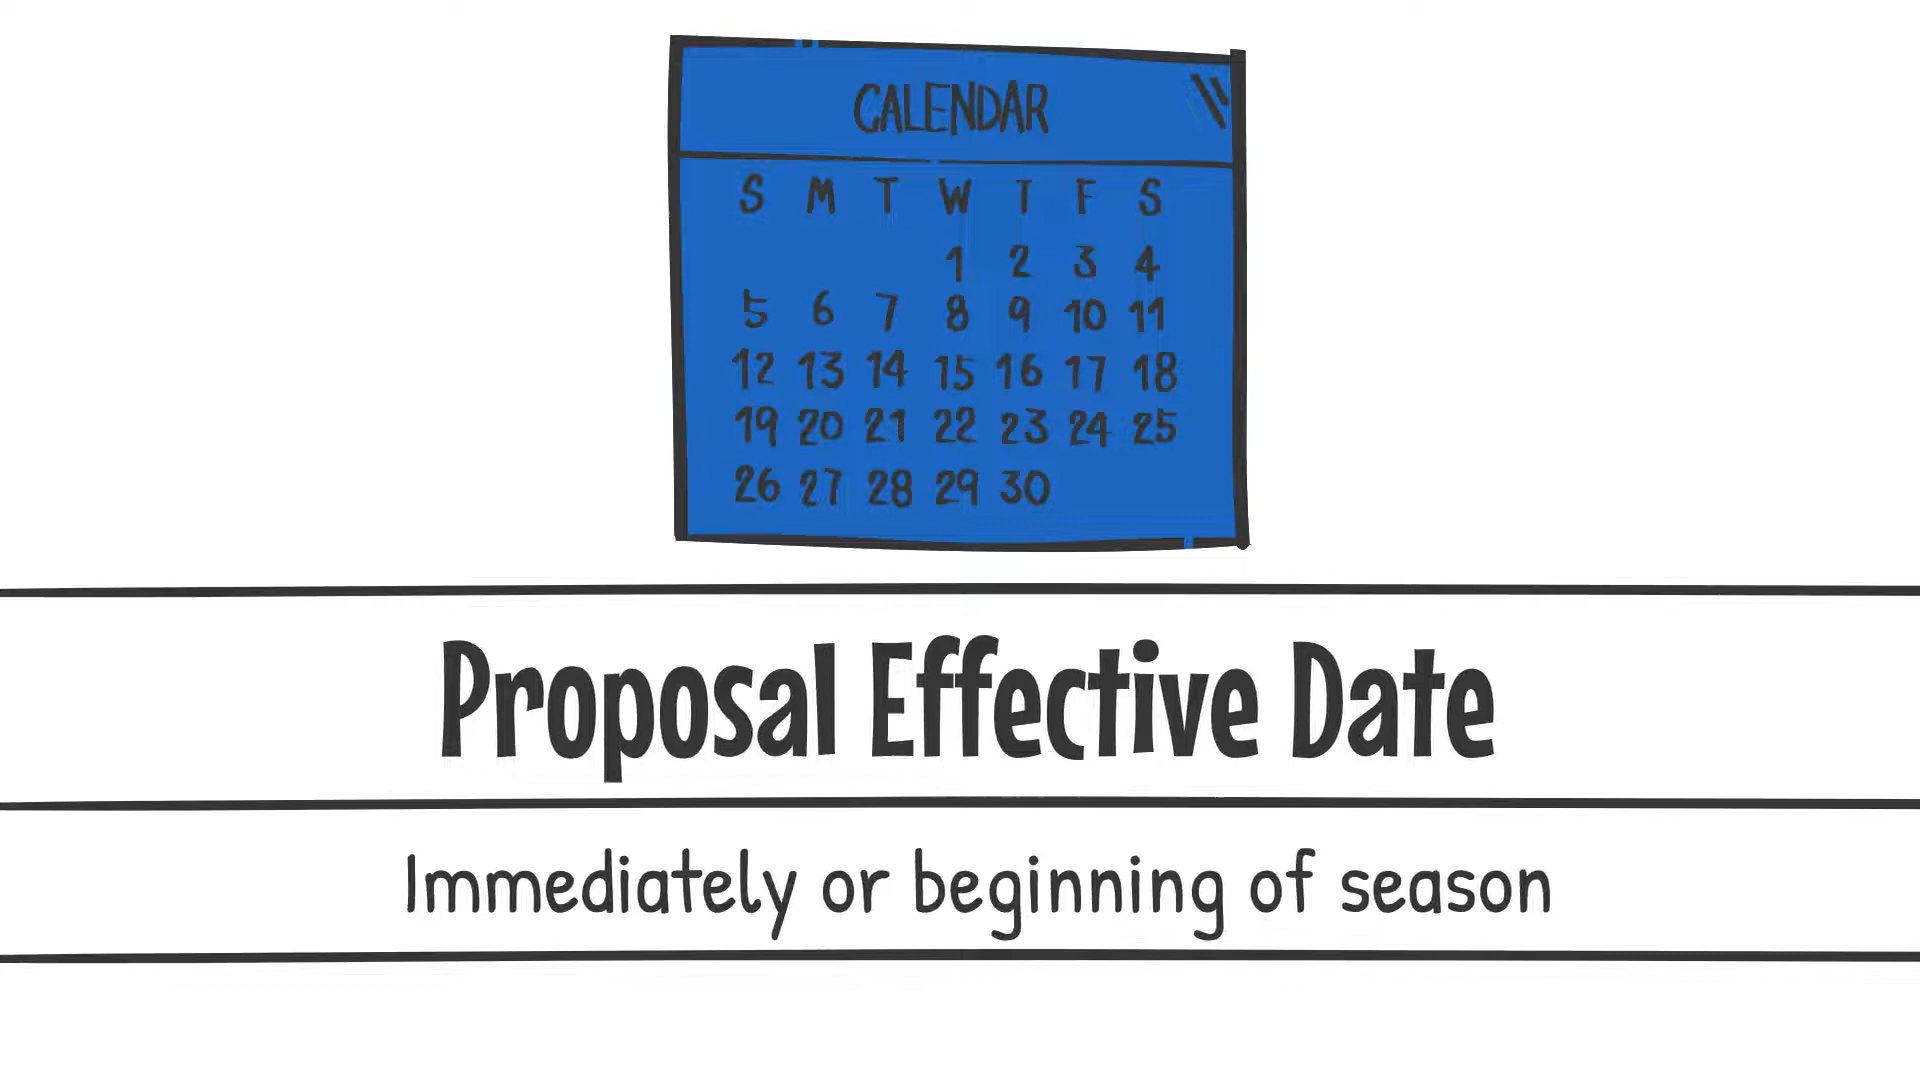 CALENDAR
S M T W T F S
1 2 3 4
5 6 7 8 9 10 11
12 13 14 15 16 17 18
19 20 21 22 23 24 25
26 27 28 29 30
Proposal Effective Date
Immediately or beginning of season